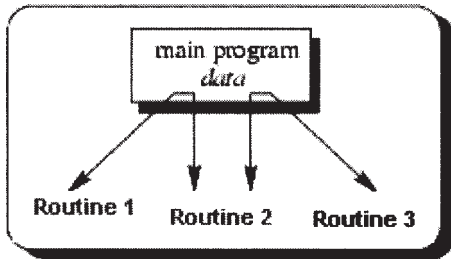 main program
data
Routine 1
Routine 2
Routine 3